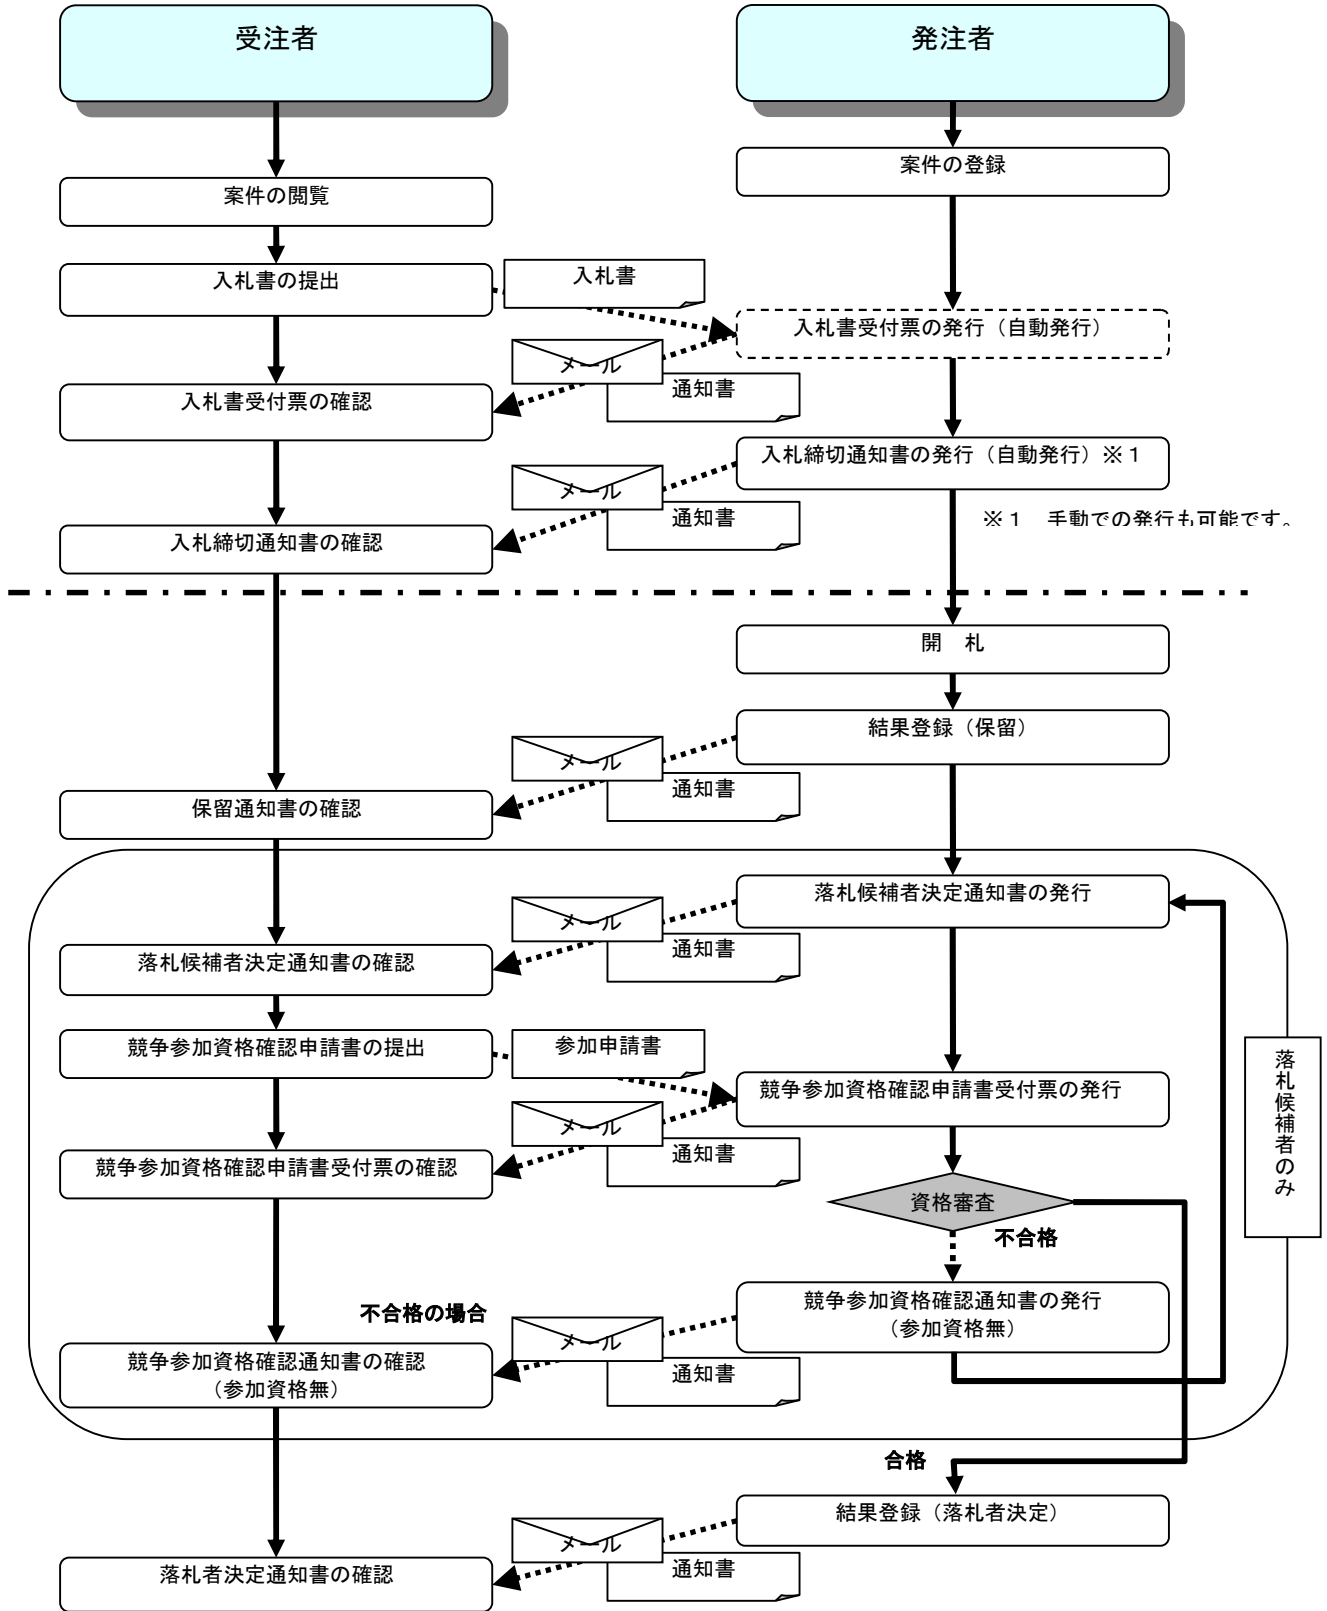 受注者
発注者
案件の登録
案件の閲覧
入札書の提出
入札書
入札書受付票の発行（自動発行）
メール
通知書
入札書受付票の確認
入札締切通知書の発行（自動発行）※１
メール
通知書
※１　手動での発行も可能です。
入札締切通知書の確認
開　札
結果登録（保留）
メール
通知書
保留通知書の確認
落札候補者決定通知書の発行
メール
通知書
落札候補者決定通知書の確認
競争参加資格確認申請書の提出
参加申請書
落札候補者のみ
競争参加資格確認申請書受付票の発行
メール
通知書
競争参加資格確認申請書受付票の確認
資格審査
不合格
競争参加資格確認通知書の発行
（参加資格無）
不合格の場合
メール
通知書
競争参加資格確認通知書の確認
（参加資格無）
合格
結果登録（落札者決定）
メール
通知書
落札者決定通知書の確認